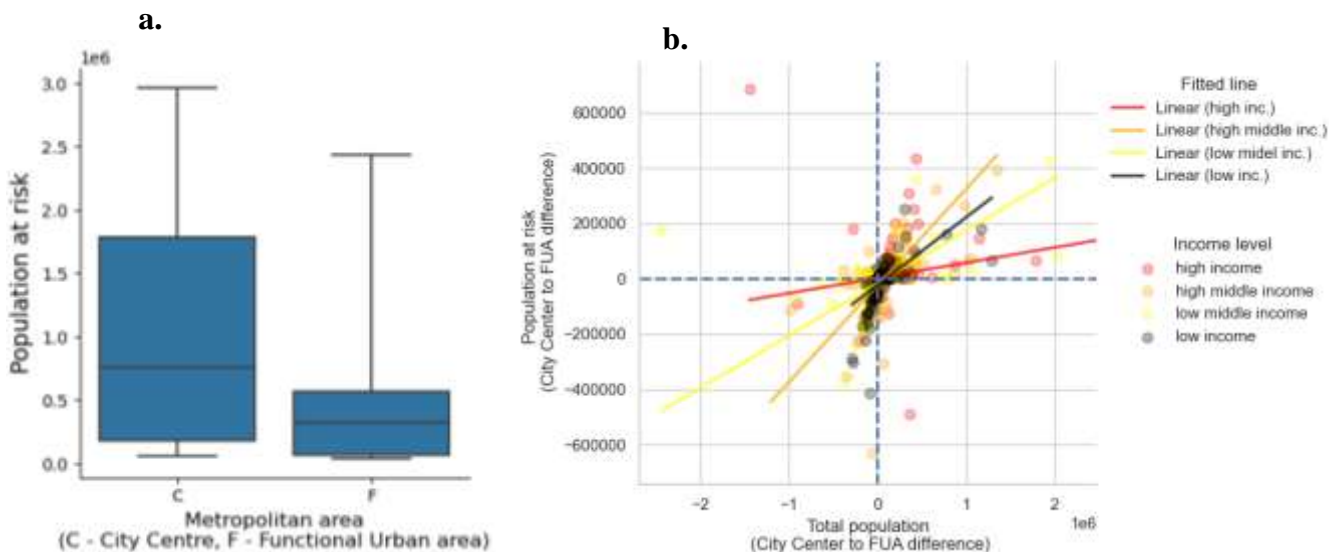 a.
1e6
3.0
2.5
2.0
1.5
1.0
0.5
0.0
Population at risk
C
F
Metropolitan area
(C - City Centre, F - Functional Urban area)
b.
600000
400000
200000
0
−200000
−400000
−600000
Population at risk
(City Center to FUA difference)
−2
−1
0
1
2
1e6
Total population
(City Center to FUA difference)
Fitted line
Linear (high inc.)
Linear (high middle inc.)
Linear (low midel inc.)
Linear (low inc.)
Income level
high income
high middle income
low middle income
low income